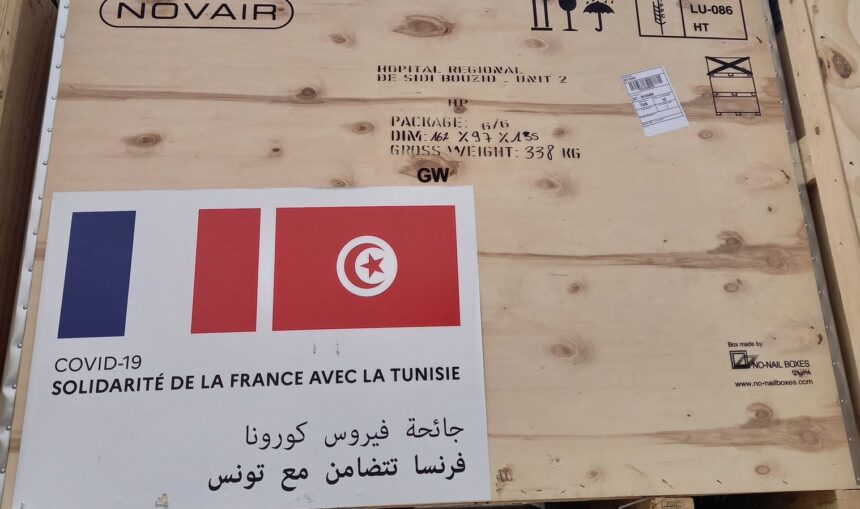 NOVAIR
LU-086
HT
HOPITAL REGIONAL
DE SIDI BOUZID - UNIT 2
UP
PACKAGE: 6/6
DIM: 162 X 97 X 135
GROSS WEIGHT: 338 KG
GW
COVID-19
SOLIDARITÉ DE LA FRANCE AVEC LA TUNISIE
جائحة فيروس كورونا
فرنسا تتضامن مع تونس
Box made by:
NO-NAIL BOXES
www.no-nailboxes.com